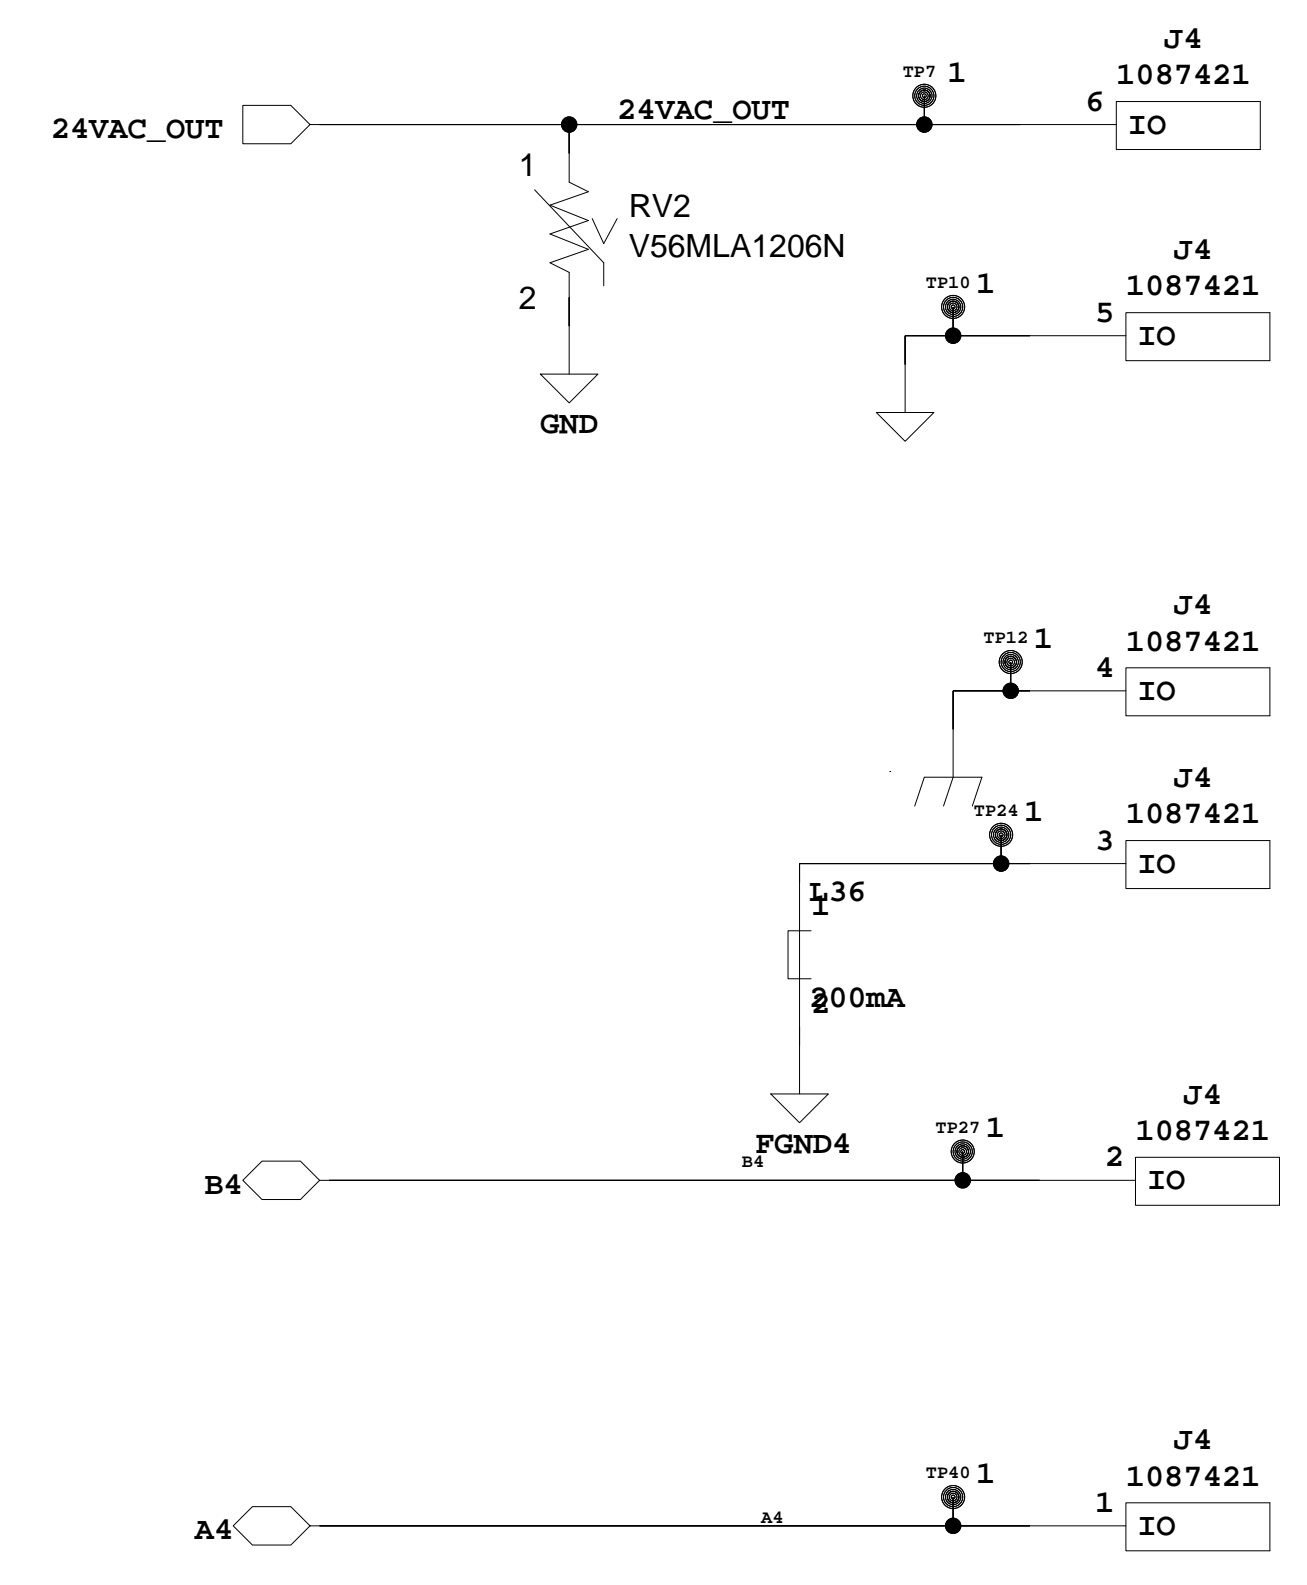 J4
1087421
TP7 1
6
IO
24VAC_OUT
24VAC_OUT
1
RV2
V56MLA1206N
2
GND
J4
1087421
TP10 1
5
IO
J4
1087421
TP12 1
4
IO
J4
1087421
TP24 1
3
IO
L36
1
200mA
2
FGND4
J4
1087421
TP27 1
2
IO
B4
B4
J4
1087421
TP40 1
1
IO
A4
A4